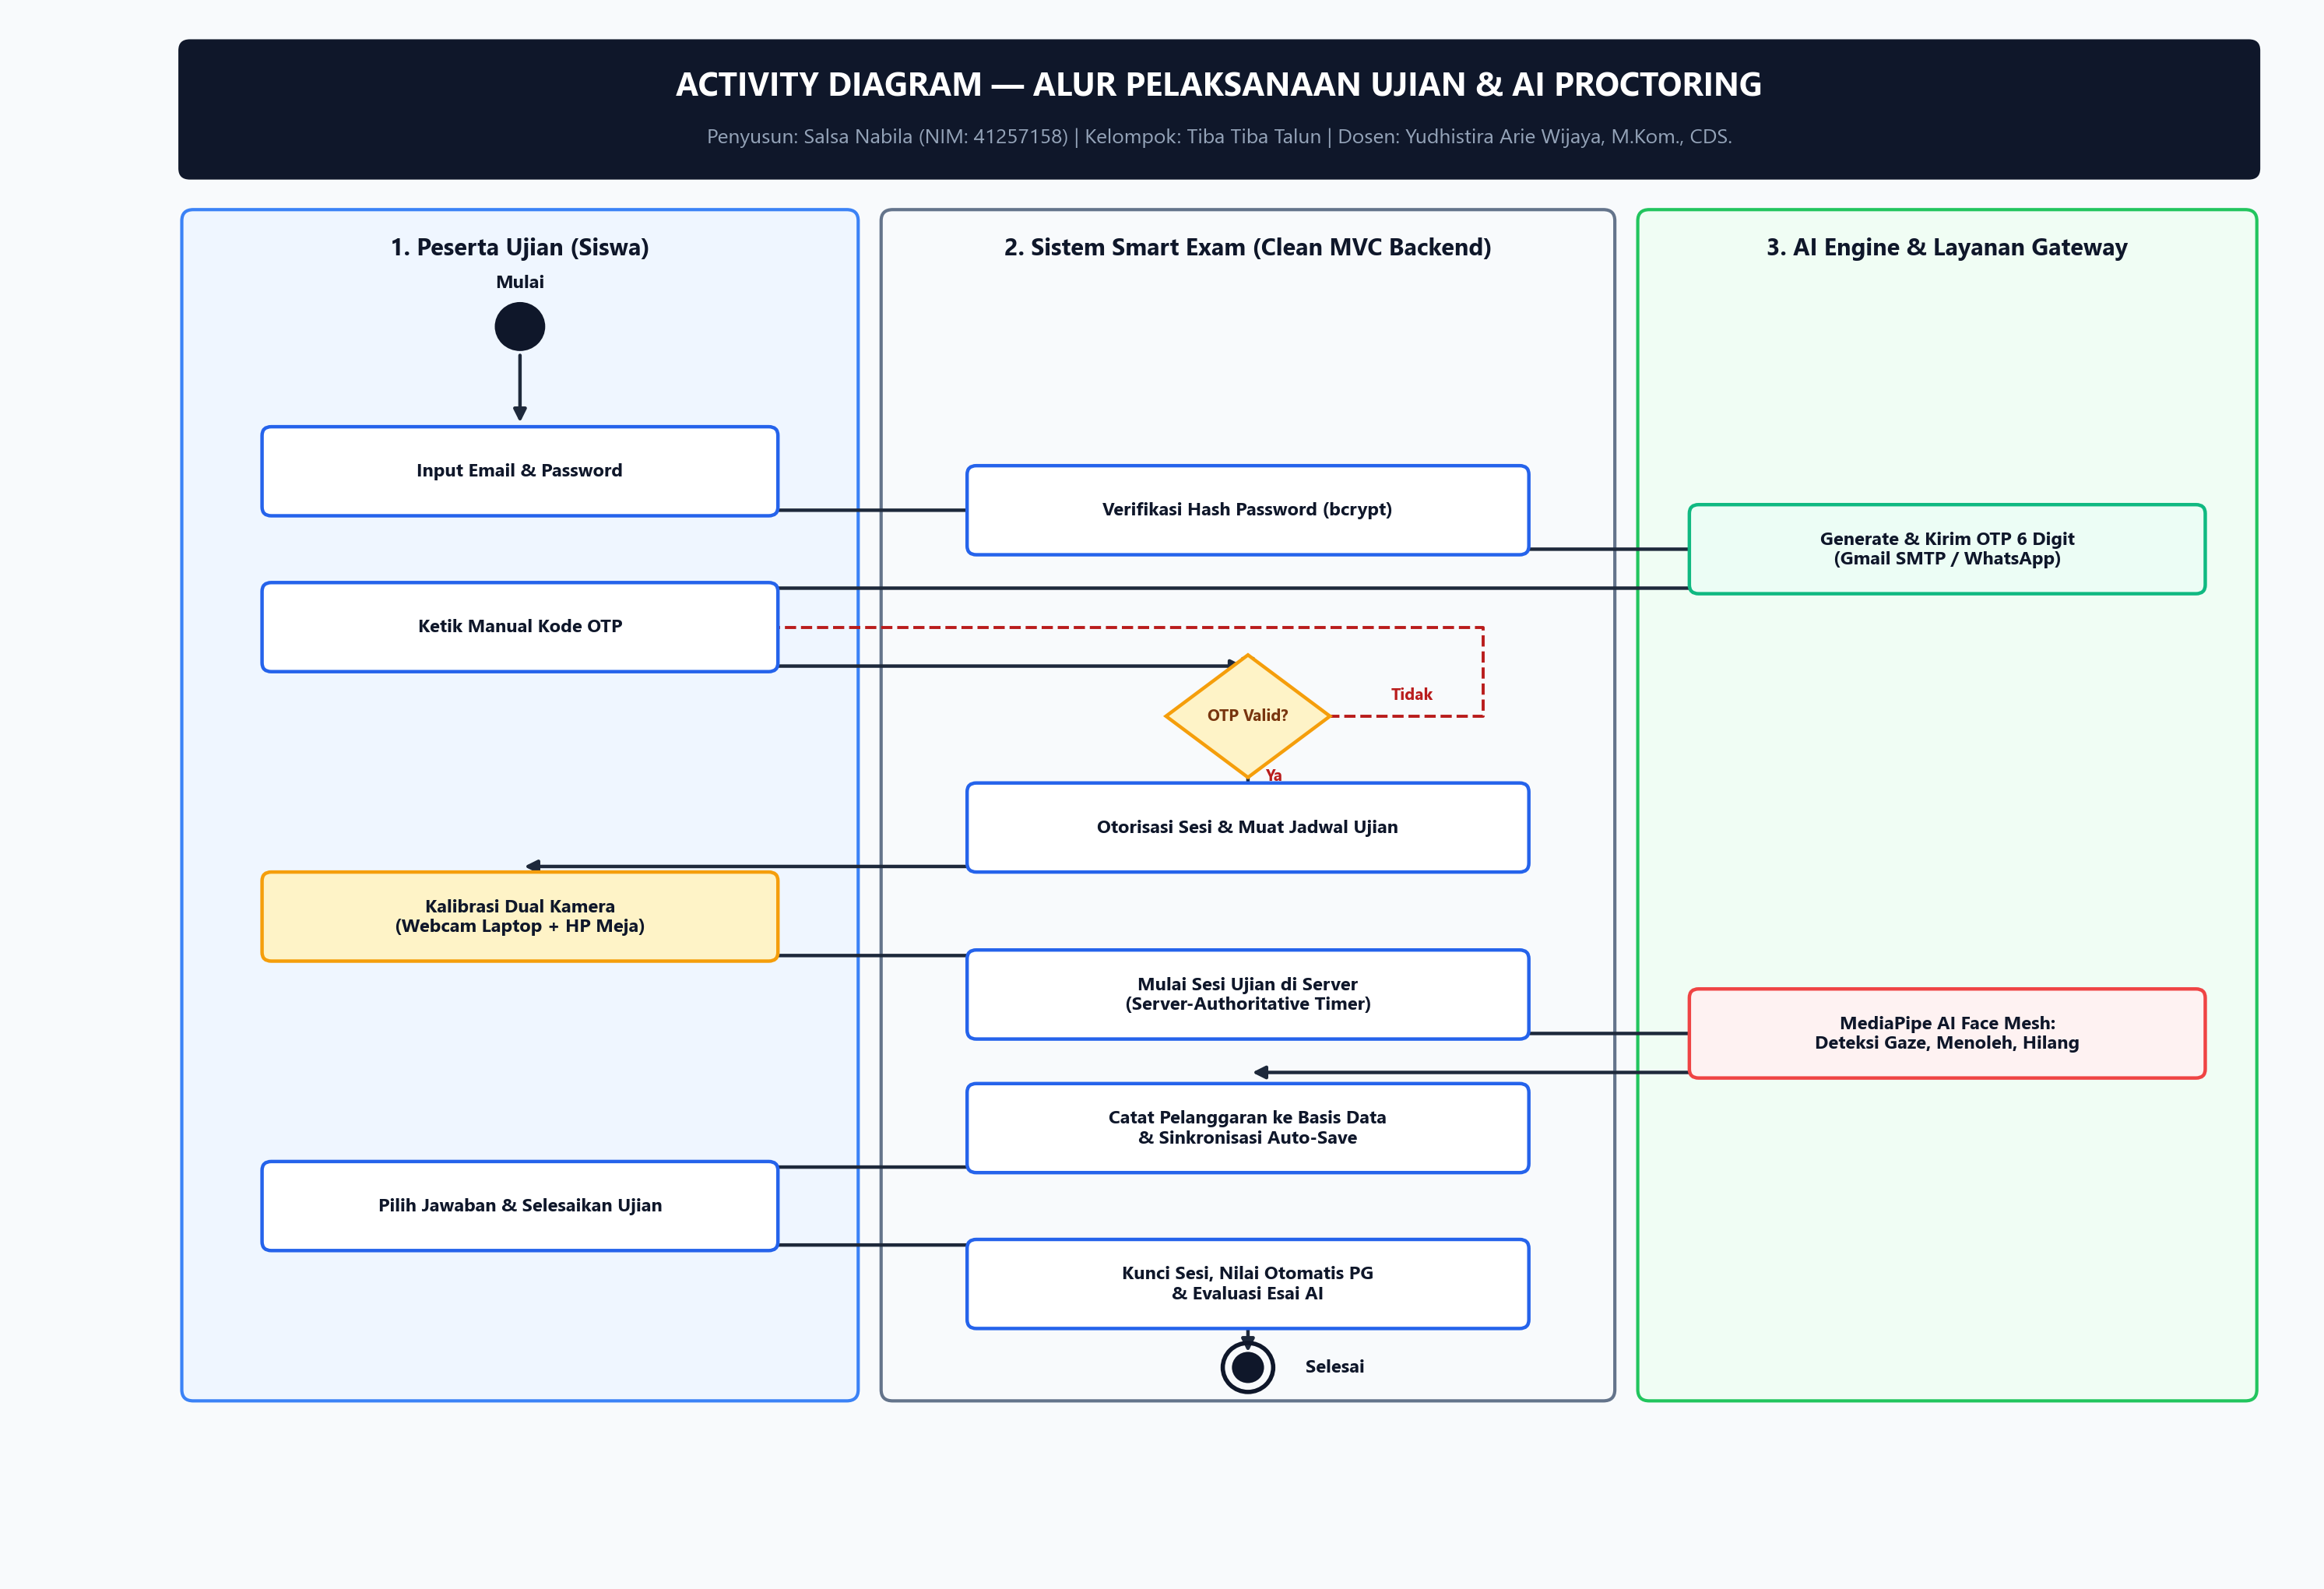 ACTIVITY DIAGRAM — ALUR PELAKSANAAN UJIAN & AI PROCTORING
Penyusun: Salsa Nabila (NIM: 41257158) | Kelompok: Tiba Tiba Talun | Dosen: Yudhistira Arie Wijaya, M.Kom., CDS.
1. Peserta Ujian (Siswa)
2. Sistem Smart Exam (Clean MVC Backend)
3. AI Engine & Layanan Gateway
Mulai
Input Email & Password
Verifikasi Hash Password (bcrypt)
Generate & Kirim OTP 6 Digit
(Gmail SMTP / WhatsApp)
Ketik Manual Kode OTP
Tidak
OTP Valid?
Ya
Otorisasi Sesi & Muat Jadwal Ujian
Kalibrasi Dual Kamera
(Webcam Laptop + HP Meja)
Mulai Sesi Ujian di Server
(Server-Authoritative Timer)
MediaPipe AI Face Mesh:
Deteksi Gaze, Menoleh, Hilang
Catat Pelanggaran ke Basis Data
& Sinkronisasi Auto-Save
Pilih Jawaban & Selesaikan Ujian
Kunci Sesi, Nilai Otomatis PG
& Evaluasi Esai AI
Selesai